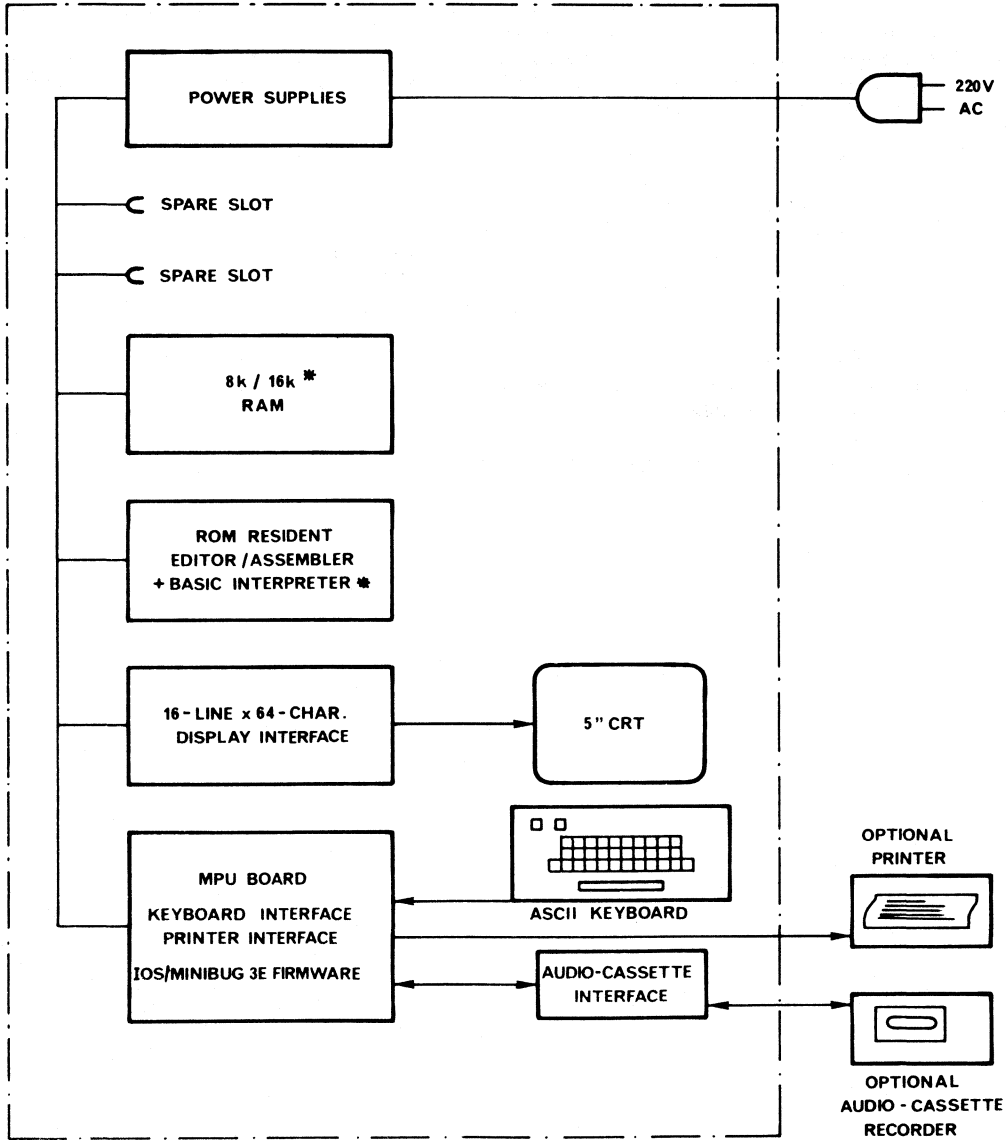 POWER SUPPLIES
220V
AC
SPARE SLOT
SPARE SLOT
8k / 16k *
RAM
ROM RESIDENT
EDITOR / ASSEMBLER
+ BASIC INTERPRETER *
16-LINE x 64-CHAR.
DISPLAY INTERFACE
5" CRT
MPU BOARD
KEYBOARD INTERFACE
PRINTER INTERFACE
IOS/MINIBUG 3E FIRMWARE
ASCII KEYBOARD
OPTIONAL
PRINTER
AUDIO-CASSETTE
INTERFACE
OPTIONAL
AUDIO - CASSETTE
RECORDER